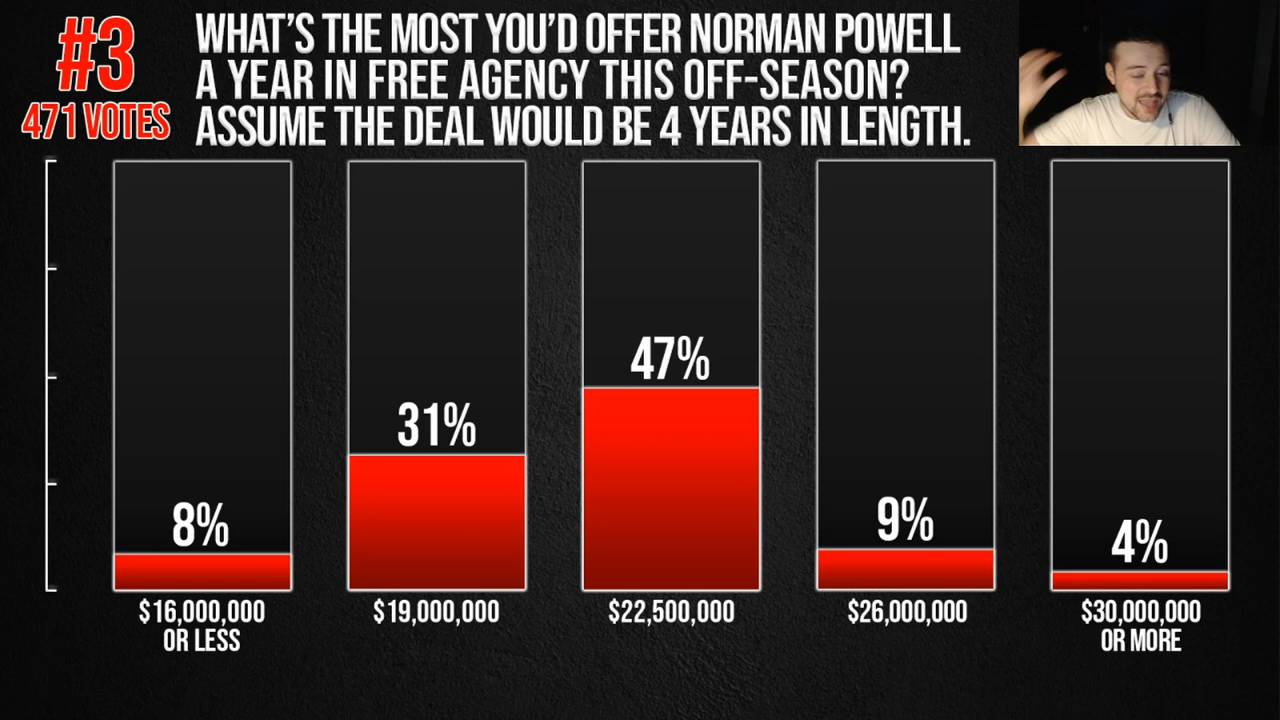 #3
471 VOTES
WHAT'S THE MOST YOU'D OFFER NORMAN POWELL
A YEAR IN FREE AGENCY THIS OFF-SEASON?
ASSUME THE DEAL WOULD BE 4 YEARS IN LENGTH.
8%
31%
47%
9%
4%
$16,000,000
OR LESS
$19,000,000
$22,500,000
$26,000,000
$30,000,000
OR MORE